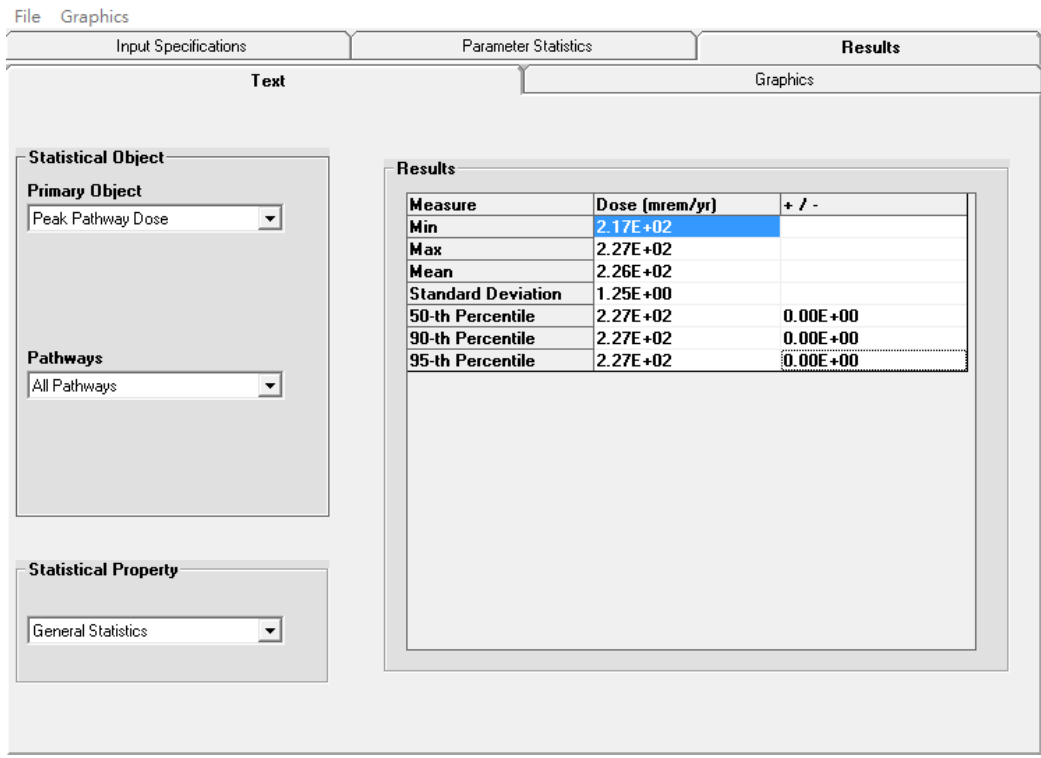 File Graphics
Input Specifications Parameter Statistics Results
Text Graphics
Statistical Object
Primary Object
Peak Pathway Dose
Pathways
All Pathways
Statistical Property
General Statistics
Results
Measure Dose (mrem/yr) + / -
Min 2.17E+02
Max 2.27E+02
Mean 2.26E+02
Standard Deviation 1.25E+00
50-th Percentile 2.27E+02 0.00E+00
90-th Percentile 2.27E+02 0.00E+00
95-th Percentile 2.27E+02 0.00E+00